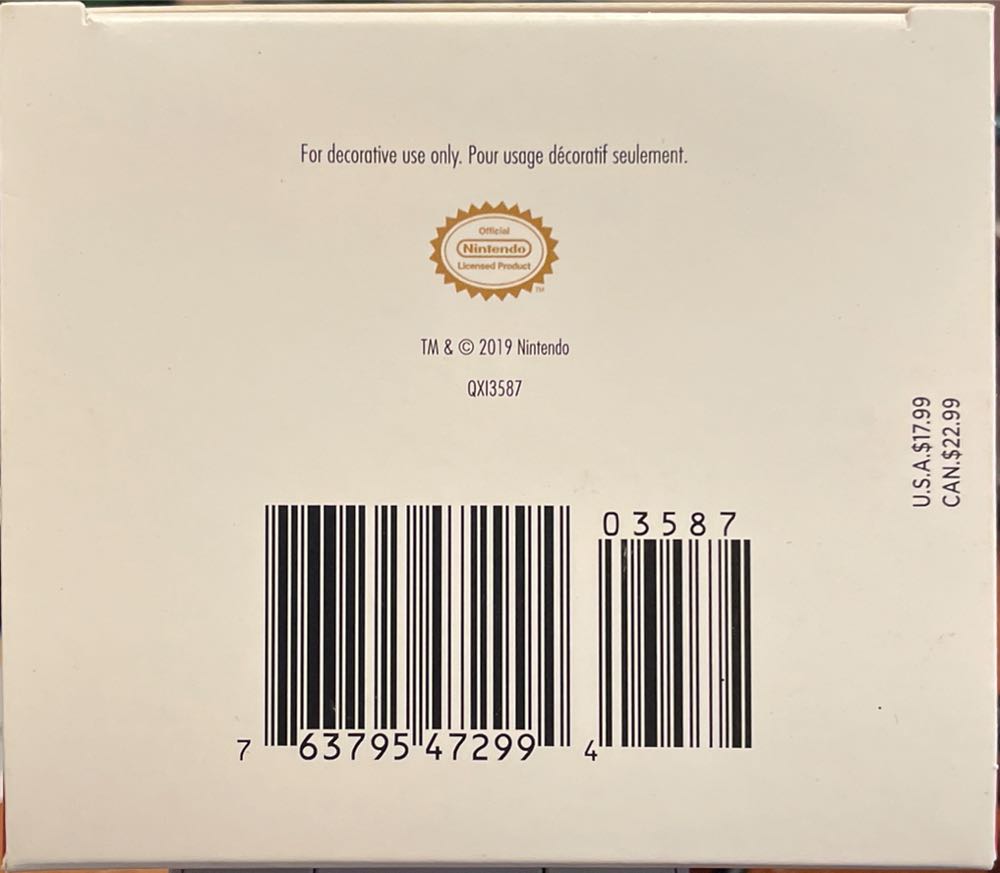 For decorative use only. Pour usage décoratif seulement.
Official
Nintendo
Licensed Product
TM
TM & © 2019 Nintendo
QXI3587
U.S.A.$17.99
CAN.$22.99
03587
7 63795 47299 4